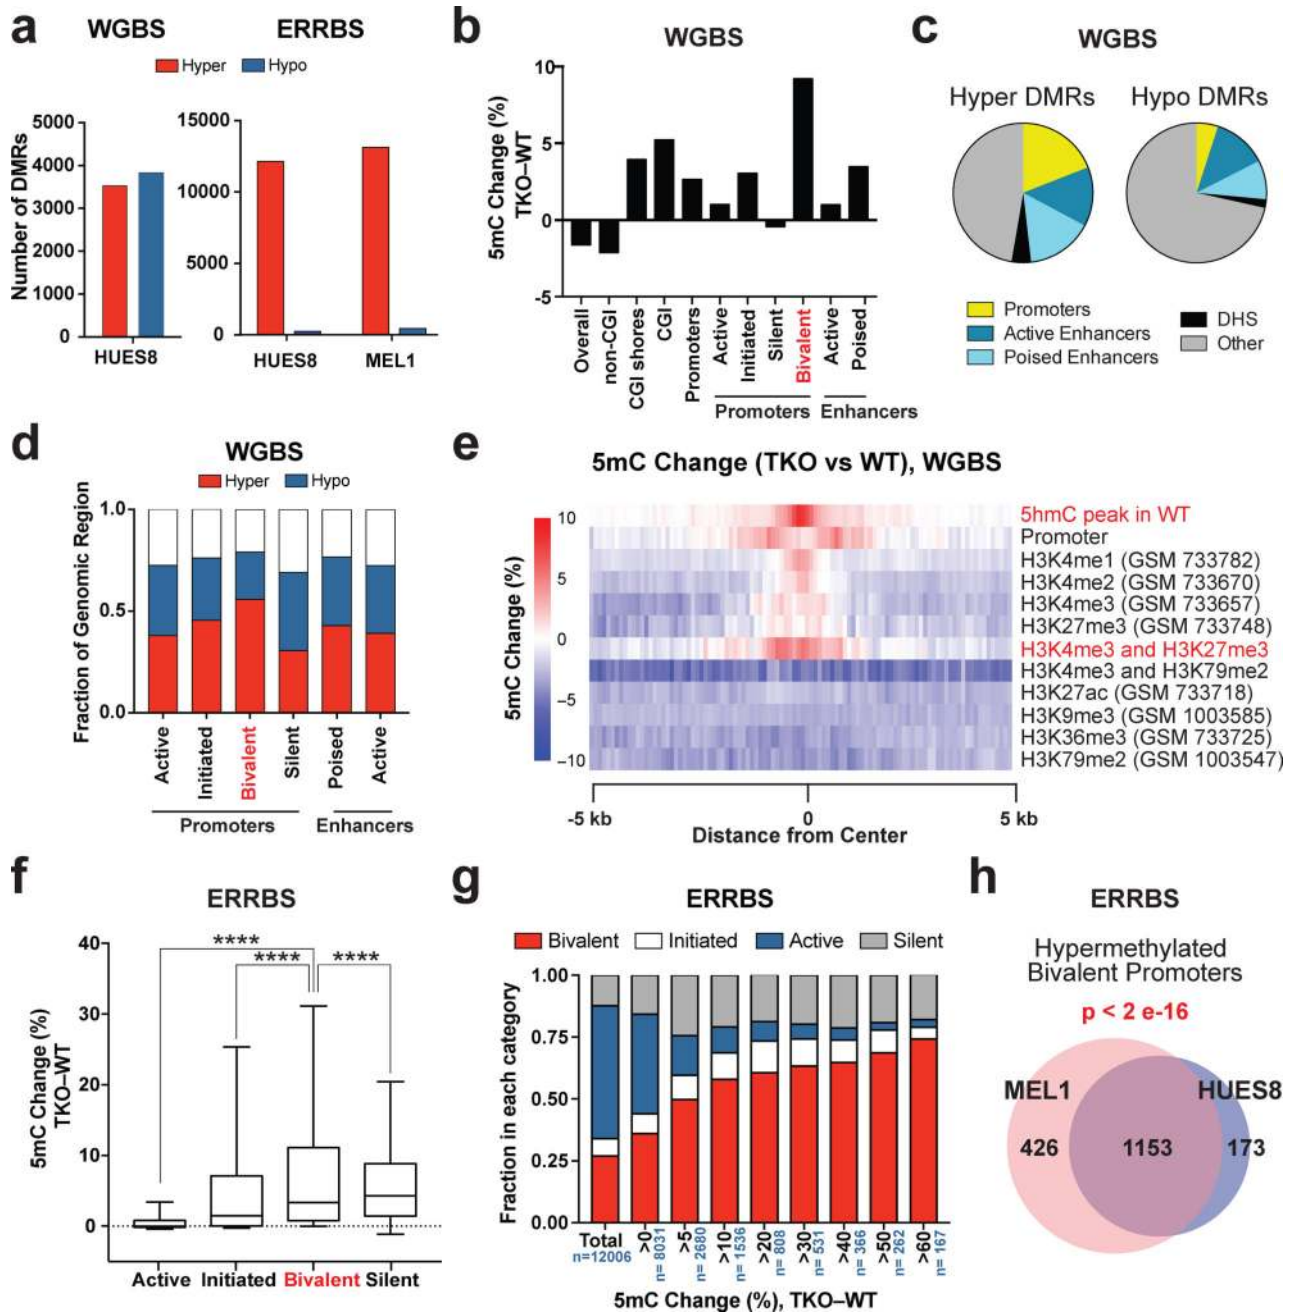 a
WGBS
ERRBS
Hyper
Hypo
Number of DMRs
5000
4000
3000
2000
1000
0
HUES8
15000
10000
5000
0
HUES8
MEL1
b
WGBS
5mC Change (%)
TKO–WT
10
5
0
-5
Overall
non-CGI
CGI shores
CGI
Promoters
Active
Initiated
Silent
Bivalent
Active
Poised
Promoters
Enhancers
c
WGBS
Hyper DMRs
Hypo DMRs
Promoters
Active Enhancers
Poised Enhancers
DHS
Other
d
WGBS
Hyper
Hypo
Fraction of Genomic Region
1.0
0.5
0.0
Active
Initiated
Bivalent
Silent
Poised
Active
Promoters
Enhancers
e
5mC Change (TKO vs WT), WGBS
5mC Change (%)
10
5
0
−5
−10
5hmC peak in WT
Promoter
H3K4me1 (GSM 733782)
H3K4me2 (GSM 733670)
H3K4me3 (GSM 733657)
H3K27me3 (GSM 733748)
H3K4me3 and H3K27me3
H3K4me3 and H3K79me2
H3K27ac (GSM 733718)
H3K9me3 (GSM 1003585)
H3K36me3 (GSM 733725)
H3K79me2 (GSM 1003547)
-5 kb
0
5 kb
Distance from Center
f
ERRBS
5mC Change (%)
TKO–WT
40
30
20
10
0
****
****
****
Active
Initiated
Bivalent
Silent
g
ERRBS
Bivalent
Initiated
Active
Silent
Fraction in each category
1.00
0.75
0.50
0.25
0.00
Total
n=12006
>0
n= 8031
>5
n= 2680
>10
n= 1536
>20
n= 808
>30
n= 531
>40
n= 366
>50
n= 262
>60
n= 167
5mC Change (%), TKO–WT
h
ERRBS
Hypermethylated
Bivalent Promoters
p < 2 e-16
MEL1
HUES8
426
1153
173